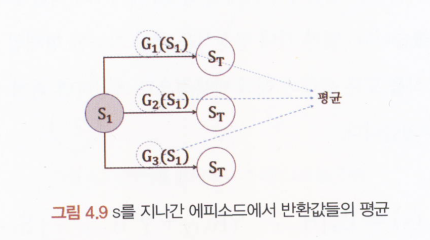 G₁(S₁) S_T
S₁ G₂(S₁) S_T 평균
G₃(S₁) S_T
그림 4.9 s를 지나간 에피소드에서 반환값들의 평균